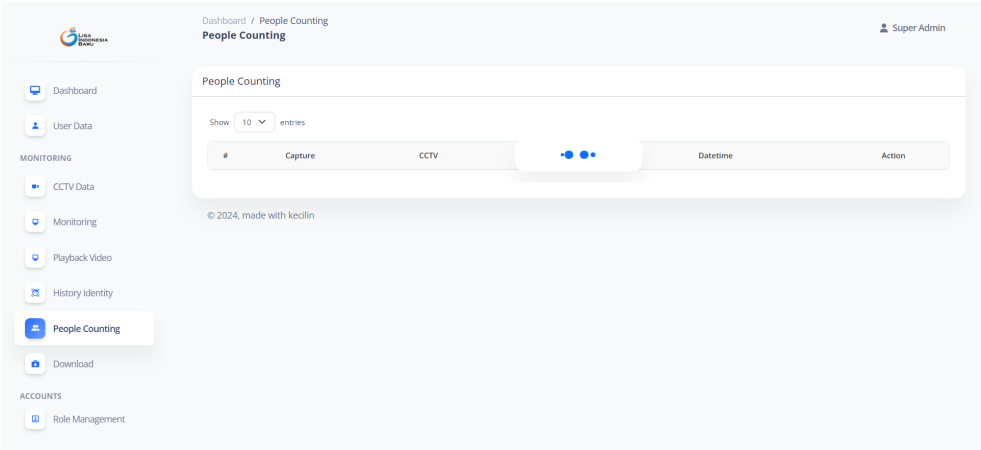 LIGA
INDONESIA
BARU
Dashboard / People Counting
People Counting
Super Admin
Dashboard
User Data
MONITORING
CCTV Data
Monitoring
Playback Video
History Identity
People Counting
Download
ACCOUNTS
Role Management
People Counting
Show 10 entries
# Capture CCTV Datetime Action
© 2024, made with kecilin